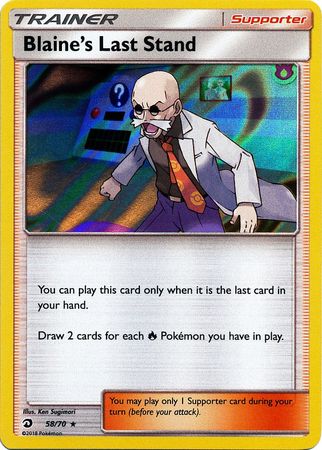 TRAINER Supporter
Blaine's Last Stand
?
You can play this card only when it is the last card in
your hand.
Draw 2 cards for each Pokémon you have in play.
Illus. Ken Sugimori
58/70 ★
©2018 Pokémon
You may play only 1 Supporter card during your
turn (before your attack).